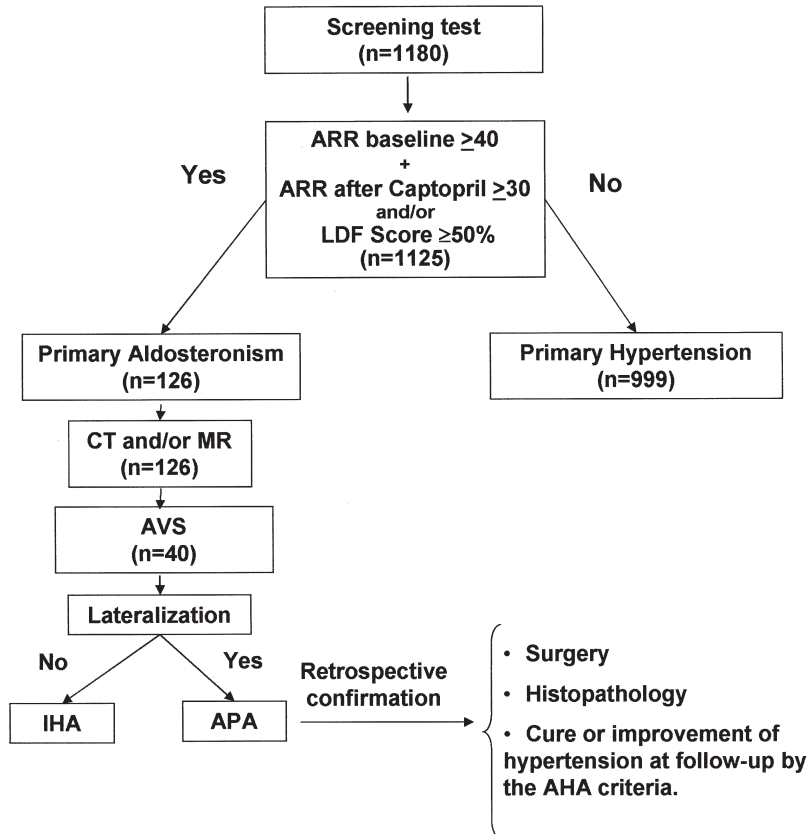 Screening test
(n=1180)
ARR baseline ≥40
+
ARR after Captopril ≥30
and/or
LDF Score ≥50%
(n=1125)
Yes
No
Primary Aldosteronism
(n=126)
Primary Hypertension
(n=999)
CT and/or MR
(n=126)
AVS
(n=40)
Lateralization
No
Yes
IHA
APA
Retrospective
confirmation
• Surgery
• Histopathology
• Cure or improvement of
hypertension at follow-up by
the AHA criteria.